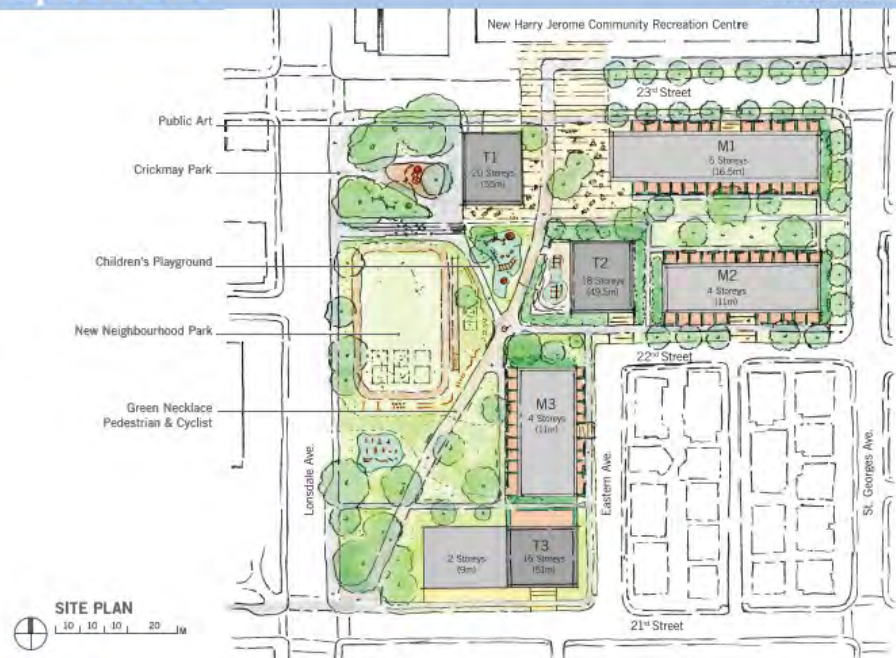 New Harry Jerome Community Recreation Centre
23rd Street
Public Art
Crickmay Park
Children's Playground
New Neighbourhood Park
Green Necklace
Pedestrian & Cyclist
T1
20 Storeys
(55m)
M1
5 Storeys
(16.5m)
T2
18 Storeys
(49.5m)
M2
4 Storeys
(11m)
22nd Street
M3
4 Storeys
(11m)
Lonsdale Ave.
Eastern Ave.
St. Georges Ave.
2 Storeys
(9m)
T3
16 Storeys
(51m)
21st Street
SITE PLAN
10 10 10 20 M